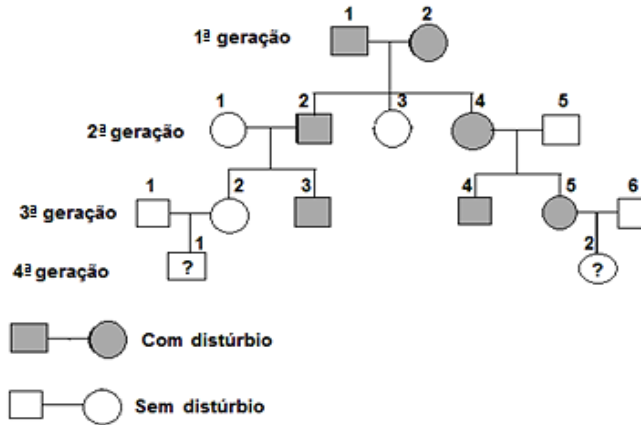 1 2
1ª geração
1 2 3 4 5
2ª geração
1 2 3 4 5 6
3ª geração
1 2
4ª geração ? ?
Com distúrbio
Sem distúrbio